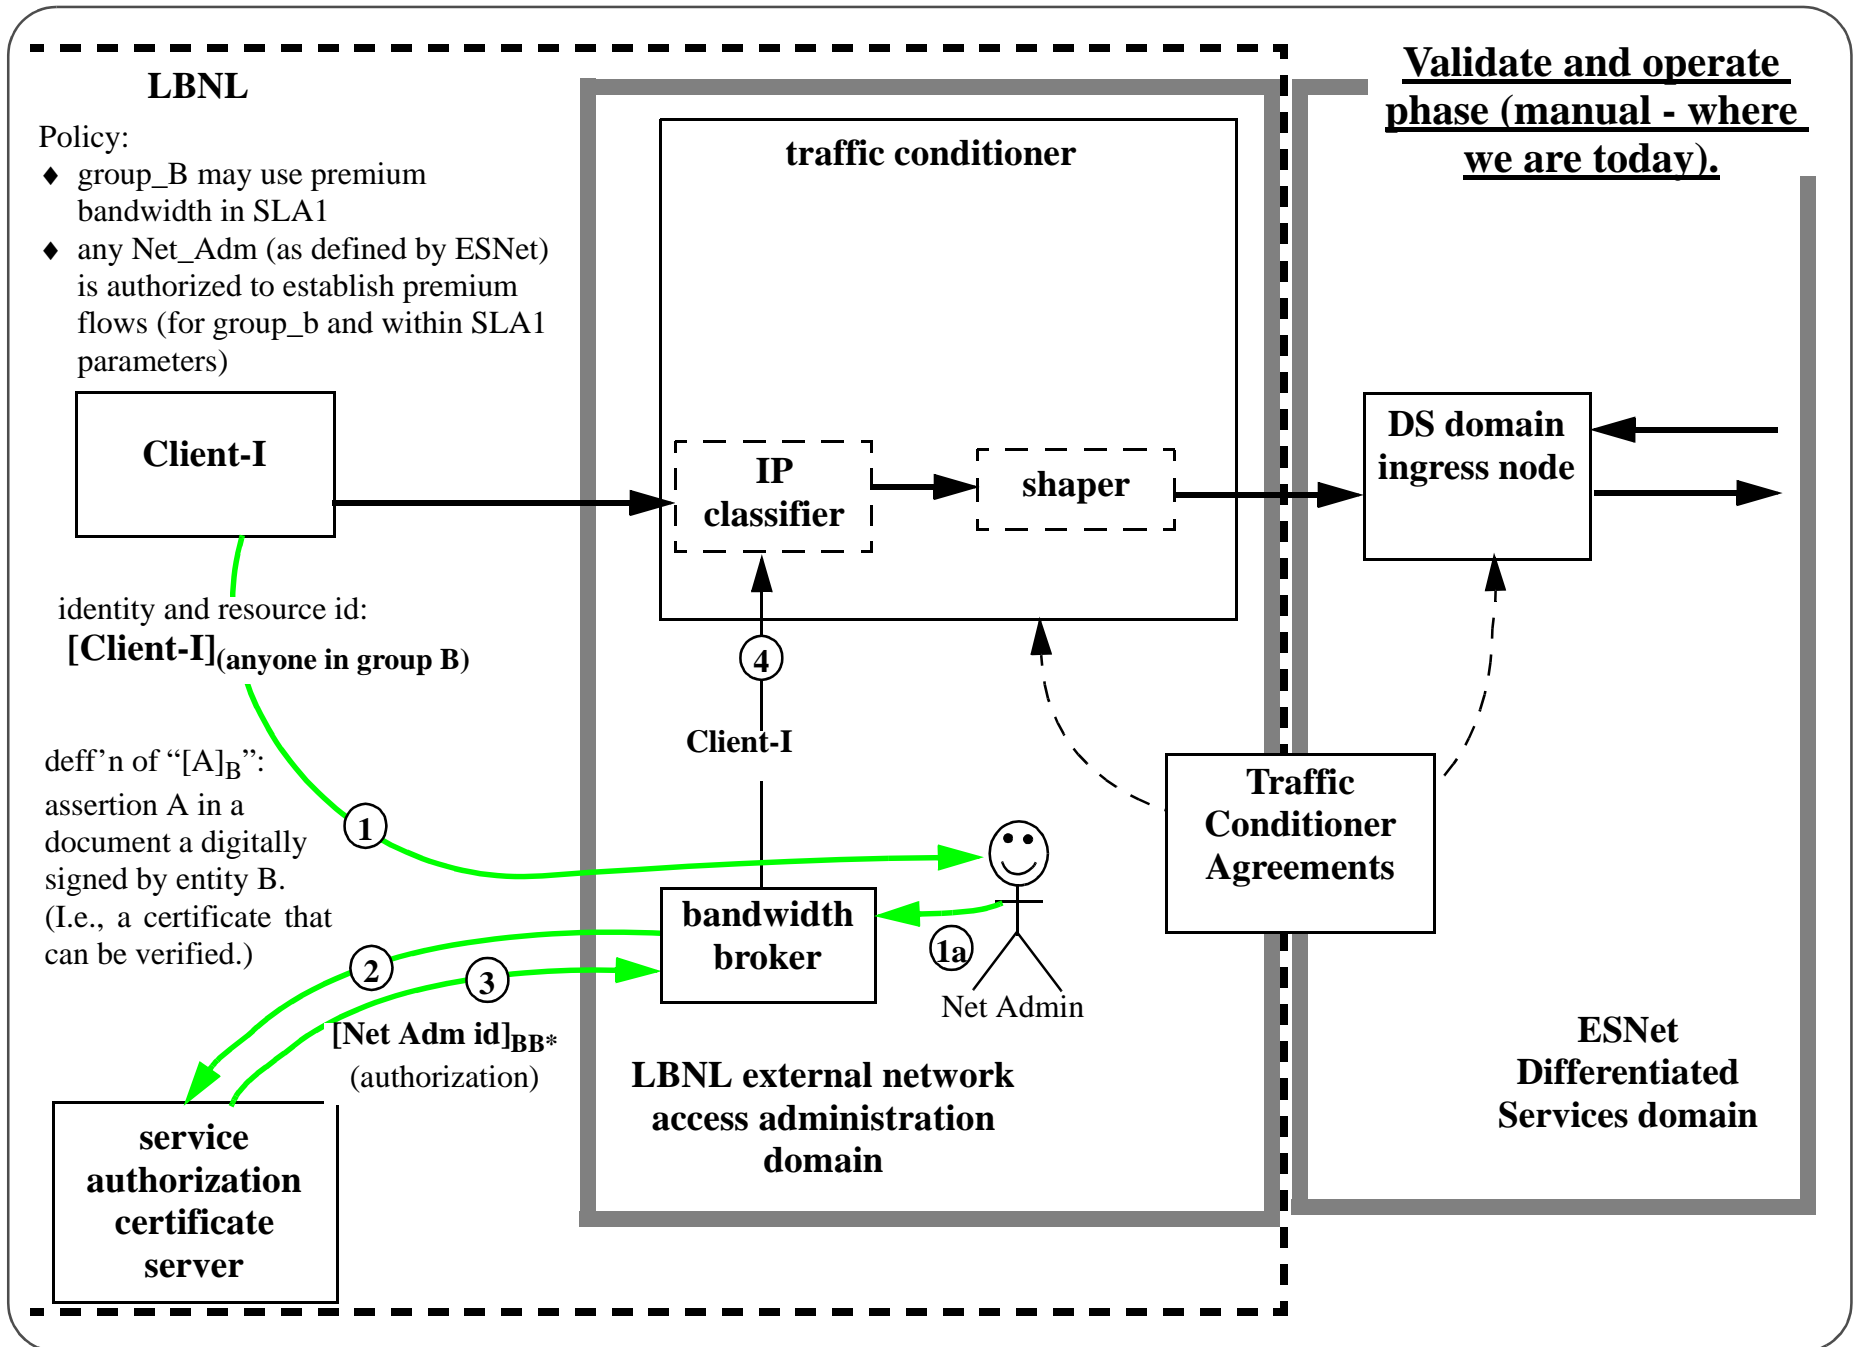 LBNL
Policy:
♦ group_B may use premium
bandwidth in SLA1
♦ any Net_Adm (as defined by ESNet)
is authorized to establish premium
flows (for group_b and within SLA1
parameters)
Validate and operate
phase (manual - where
we are today).
traffic conditioner
Client-I
IP
classifier
shaper
DS domain
ingress node
identity and resource id:
[Client-I](anyone in group B)
4
Client-I
deff’n of “[A]B”:
assertion A in a
document a digitally
signed by entity B.
(I.e., a certificate that
can be verified.)
1
Traffic
Conditioner
Agreements
bandwidth
broker
1a
Net Admin
2
3
[Net Adm id]BB*
(authorization)
service
authorization
certificate
server
LBNL external network
access administration
domain
ESNet
Differentiated
Services domain